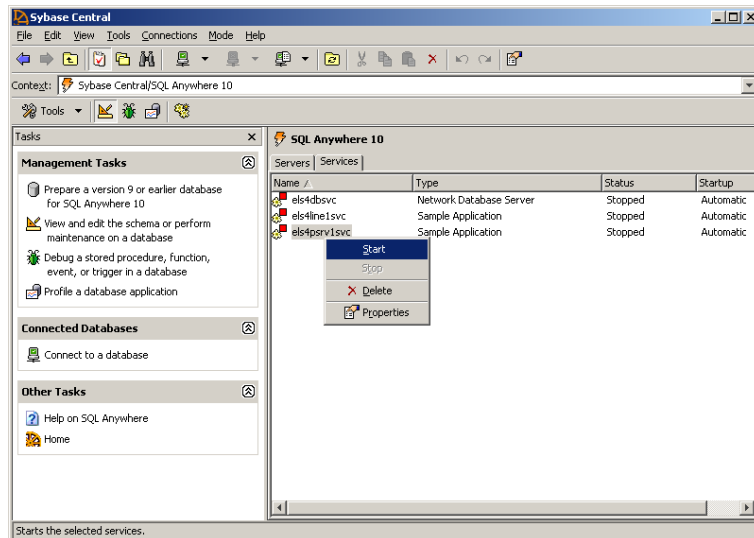 Sybase Central
File Edit View Tools Connections Mode Help
Context: Sybase Central/SQL Anywhere 10
Tools
Tasks
Management Tasks
Prepare a version 9 or earlier database
for SQL Anywhere 10
View and edit the schema or perform
maintenance on a database
Debug a stored procedure, function,
event, or trigger in a database
Profile a database application
Connected Databases
Connect to a database
Other Tasks
Help on SQL Anywhere
Home
SQL Anywhere 10
Servers Services
Name Type Status Startup
els4dbsvc Network Database Server Stopped Automatic
els4line1svc Sample Application Stopped Automatic
els4psrv1svc Sample Application Stopped Automatic
Start
Stop
Delete
Properties
Starts the selected services.